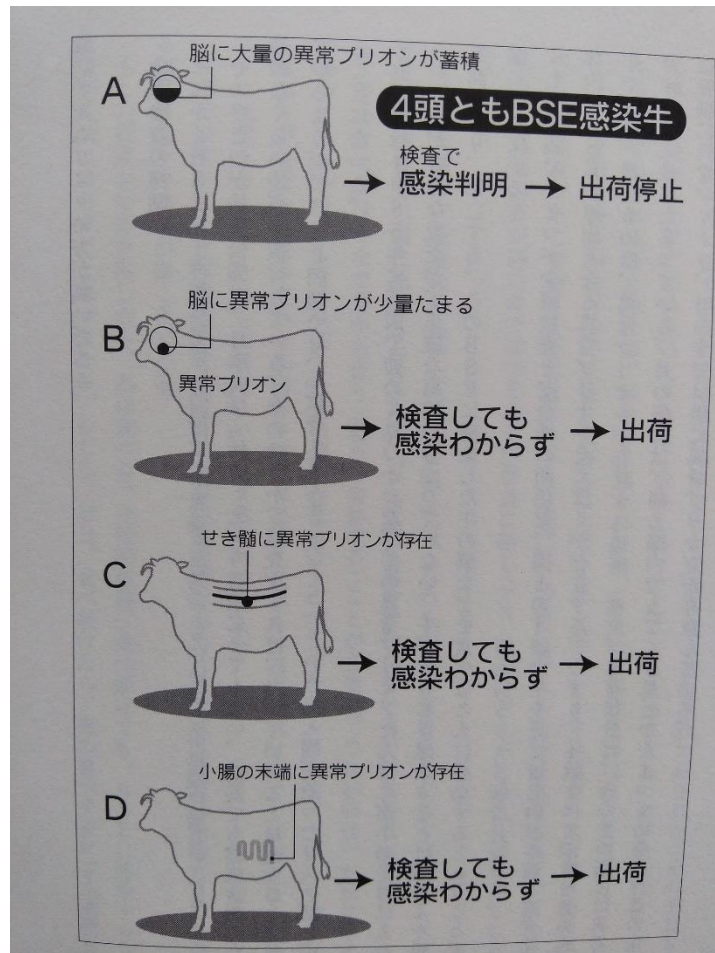 脳に大量の異常プリオンが蓄積
A
4頭ともBSE感染牛
検査で
→ 感染判明 → 出荷停止
脳に異常プリオンが少量たまる
B
異常プリオン
→ 検査しても
感染わからず → 出荷
せき髄に異常プリオンが存在
C
→ 検査しても
感染わからず → 出荷
小腸の末端に異常プリオンが存在
D
→ 検査しても
感染わからず → 出荷